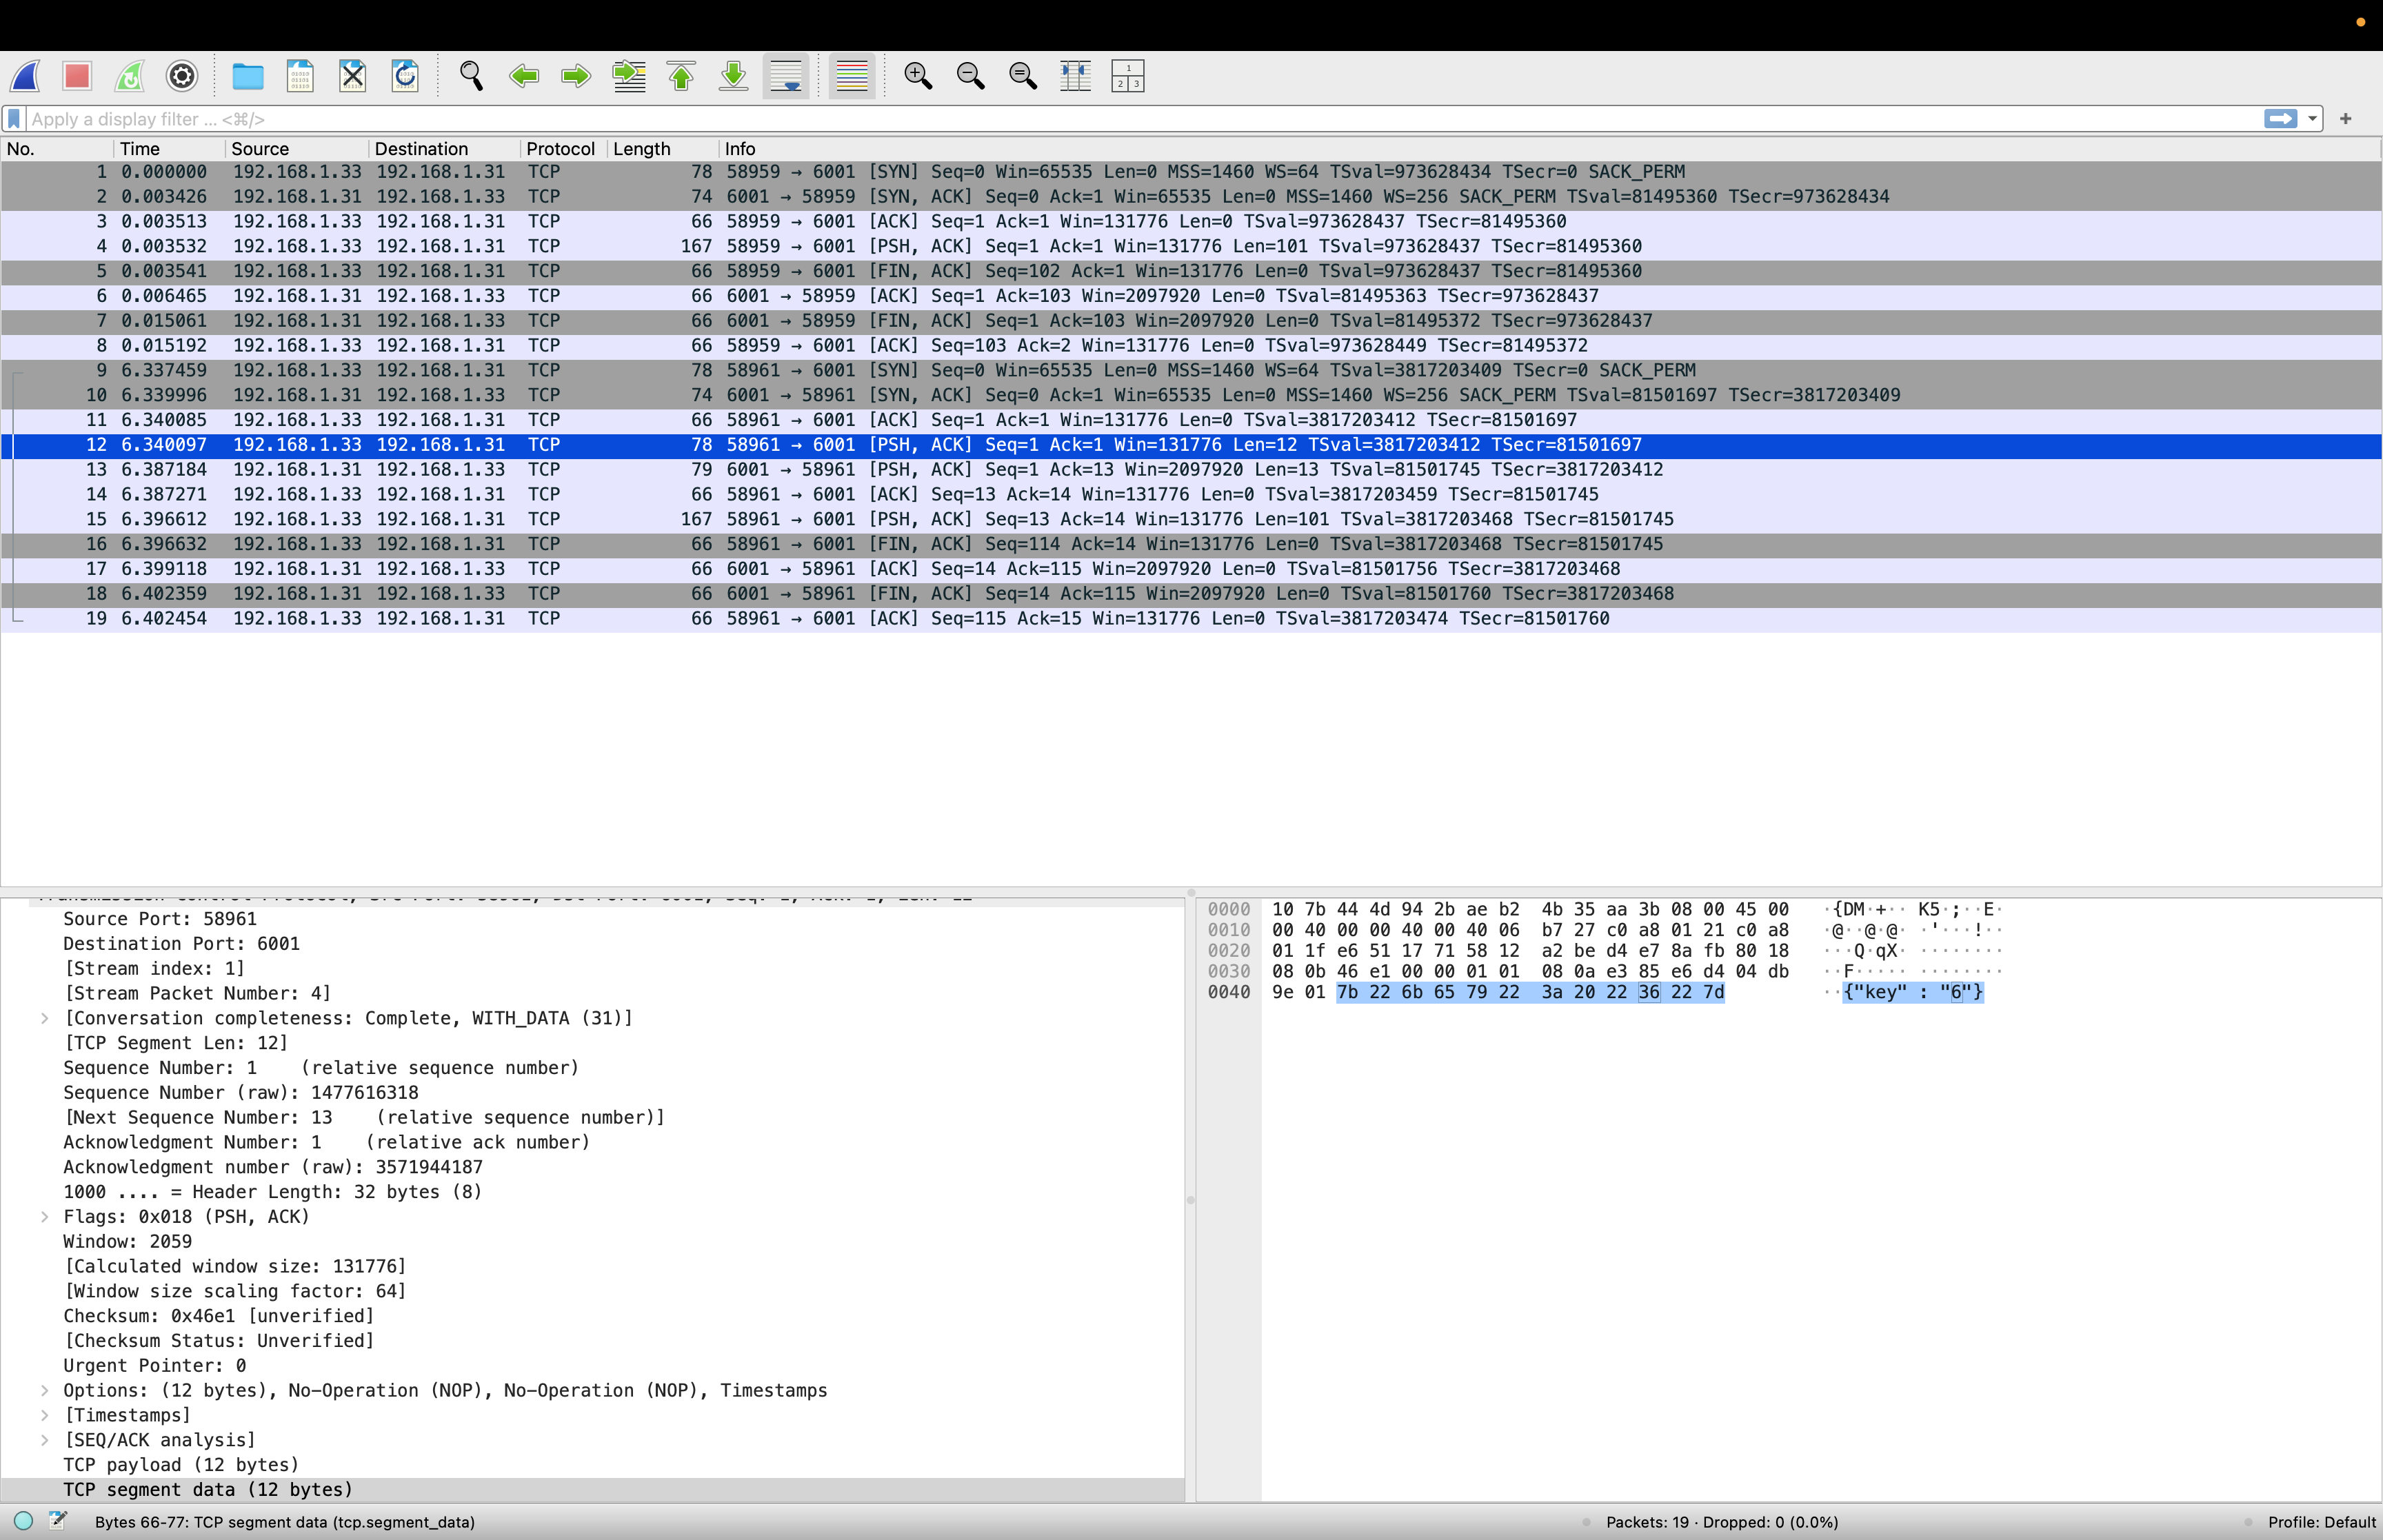 Apply a display filter ... <⌘/>
No. Time Source Destination Protocol Length Info
1 0.000000 192.168.1.33 192.168.1.31 TCP 78 58959 → 6001 [SYN] Seq=0 Win=65535 Len=0 MSS=1460 WS=64 TSval=973628434 TSecr=0 SACK_PERM
2 0.003426 192.168.1.31 192.168.1.33 TCP 74 6001 → 58959 [SYN, ACK] Seq=0 Ack=1 Win=65535 Len=0 MSS=1460 WS=256 SACK_PERM TSval=81495360 TSecr=973628434
3 0.003513 192.168.1.33 192.168.1.31 TCP 66 58959 → 6001 [ACK] Seq=1 Ack=1 Win=131776 Len=0 TSval=973628437 TSecr=81495360
4 0.003532 192.168.1.33 192.168.1.31 TCP 167 58959 → 6001 [PSH, ACK] Seq=1 Ack=1 Win=131776 Len=101 TSval=973628437 TSecr=81495360
5 0.003541 192.168.1.33 192.168.1.31 TCP 66 58959 → 6001 [FIN, ACK] Seq=102 Ack=1 Win=131776 Len=0 TSval=973628437 TSecr=81495360
6 0.006465 192.168.1.31 192.168.1.33 TCP 66 6001 → 58959 [ACK] Seq=1 Ack=103 Win=2097920 Len=0 TSval=81495363 TSecr=973628437
7 0.015061 192.168.1.31 192.168.1.33 TCP 66 6001 → 58959 [FIN, ACK] Seq=1 Ack=103 Win=2097920 Len=0 TSval=81495372 TSecr=973628437
8 0.015192 192.168.1.33 192.168.1.31 TCP 66 58959 → 6001 [ACK] Seq=103 Ack=2 Win=131776 Len=0 TSval=973628449 TSecr=81495372
9 6.337459 192.168.1.33 192.168.1.31 TCP 78 58961 → 6001 [SYN] Seq=0 Win=65535 Len=0 MSS=1460 WS=64 TSval=3817203409 TSecr=0 SACK_PERM
10 6.339996 192.168.1.31 192.168.1.33 TCP 74 6001 → 58961 [SYN, ACK] Seq=0 Ack=1 Win=65535 Len=0 MSS=1460 WS=256 SACK_PERM TSval=81501697 TSecr=3817203409
11 6.340085 192.168.1.33 192.168.1.31 TCP 66 58961 → 6001 [ACK] Seq=1 Ack=1 Win=131776 Len=0 TSval=3817203412 TSecr=81501697
12 6.340097 192.168.1.33 192.168.1.31 TCP 78 58961 → 6001 [PSH, ACK] Seq=1 Ack=1 Win=131776 Len=12 TSval=3817203412 TSecr=81501697
13 6.387184 192.168.1.31 192.168.1.33 TCP 79 6001 → 58961 [PSH, ACK] Seq=1 Ack=13 Win=2097920 Len=13 TSval=81501745 TSecr=3817203412
14 6.387271 192.168.1.33 192.168.1.31 TCP 66 58961 → 6001 [ACK] Seq=13 Ack=14 Win=131776 Len=0 TSval=3817203459 TSecr=81501745
15 6.396612 192.168.1.33 192.168.1.31 TCP 167 58961 → 6001 [PSH, ACK] Seq=13 Ack=14 Win=131776 Len=101 TSval=3817203468 TSecr=81501745
16 6.396632 192.168.1.33 192.168.1.31 TCP 66 58961 → 6001 [FIN, ACK] Seq=114 Ack=14 Win=131776 Len=0 TSval=3817203468 TSecr=81501745
17 6.399118 192.168.1.31 192.168.1.33 TCP 66 6001 → 58961 [ACK] Seq=14 Ack=115 Win=2097920 Len=0 TSval=81501756 TSecr=3817203468
18 6.402359 192.168.1.31 192.168.1.33 TCP 66 6001 → 58961 [FIN, ACK] Seq=14 Ack=115 Win=2097920 Len=0 TSval=81501760 TSecr=3817203468
19 6.402454 192.168.1.33 192.168.1.31 TCP 66 58961 → 6001 [ACK] Seq=115 Ack=15 Win=131776 Len=0 TSval=3817203474 TSecr=81501760
Source Port: 58961
Destination Port: 6001
[Stream index: 1]
[Stream Packet Number: 4]
[Conversation completeness: Complete, WITH_DATA (31)]
[TCP Segment Len: 12]
Sequence Number: 1    (relative sequence number)
Sequence Number (raw): 1477616318
[Next Sequence Number: 13    (relative sequence number)]
Acknowledgment Number: 1    (relative ack number)
Acknowledgment number (raw): 3571944187
1000 .... = Header Length: 32 bytes (8)
Flags: 0x018 (PSH, ACK)
Window: 2059
[Calculated window size: 131776]
[Window size scaling factor: 64]
Checksum: 0x46e1 [unverified]
[Checksum Status: Unverified]
Urgent Pointer: 0
Options: (12 bytes), No-Operation (NOP), No-Operation (NOP), Timestamps
[Timestamps]
[SEQ/ACK analysis]
TCP payload (12 bytes)
TCP segment data (12 bytes)
0000 10 7b 44 4d 94 2b ae b2 4b 35 aa 3b 08 00 45 00 ·{DM·+·· K5·;··E·
0010 00 40 00 00 40 00 40 06 b7 27 c0 a8 01 21 c0 a8 ·@··@·@· ·'···!··
0020 01 1f e6 51 17 71 58 12 a2 be d4 e7 8a fb 80 18 ···Q·qX· ········
0030 08 0b 46 e1 00 00 01 01 08 0a e3 85 e6 d4 04 db ··F····· ········
0040 9e 01 7b 22 6b 65 79 22 3a 20 22 36 22 7d ··{"key" : "6"}
Bytes 66-77: TCP segment data (tcp.segment_data)
Packets: 19 · Dropped: 0 (0.0%)
Profile: Default